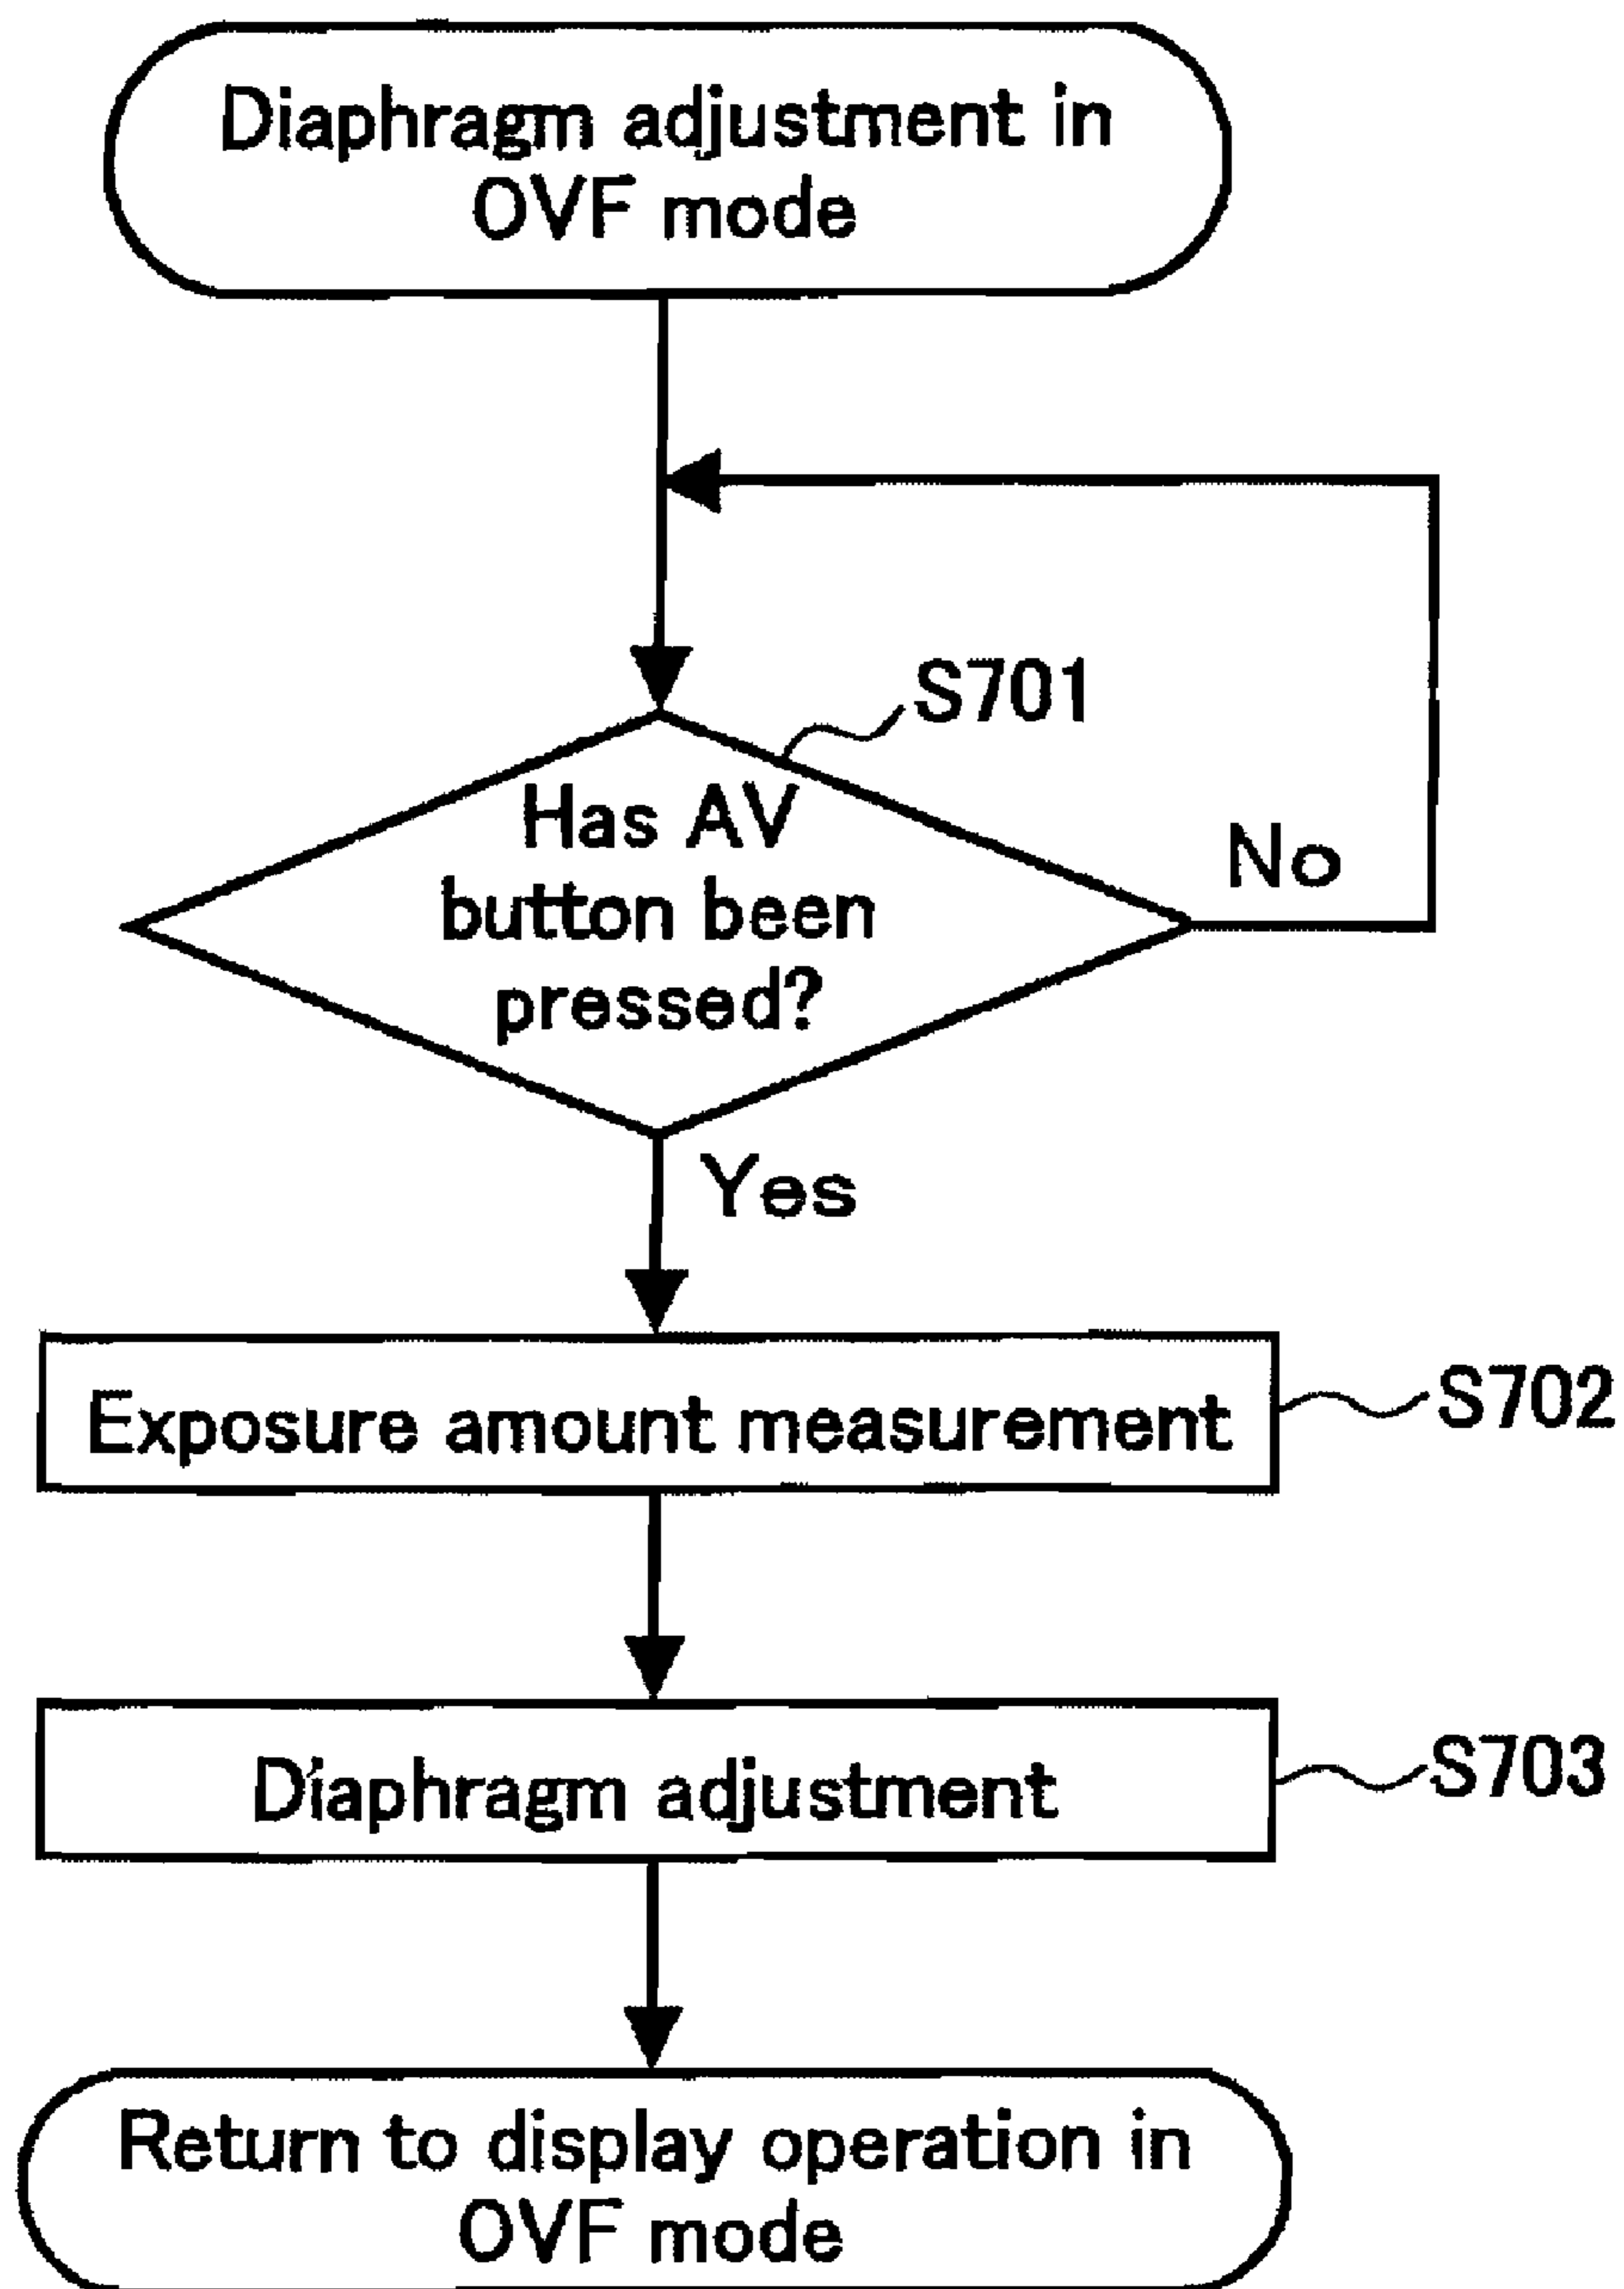 Diaphragm adjustment in
OVF mode
S701
Has AV
button been
pressed?
No
Yes
Exposure amount measurement
S702
Diaphragm adjustment
S703
Return to display operation in
OVF mode